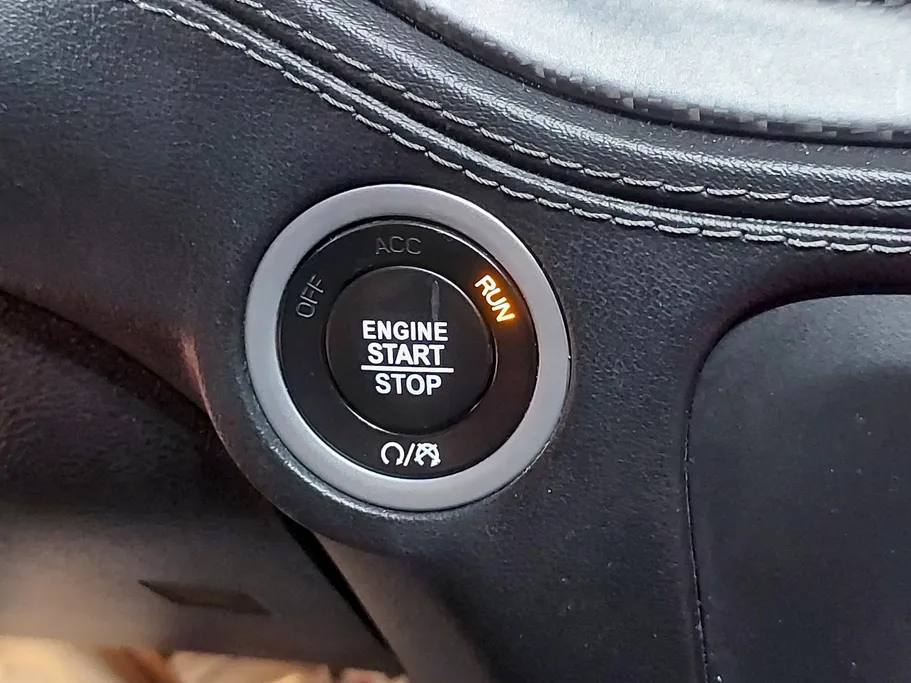 OFF
ACC
RUN
ENGINE
START
STOP